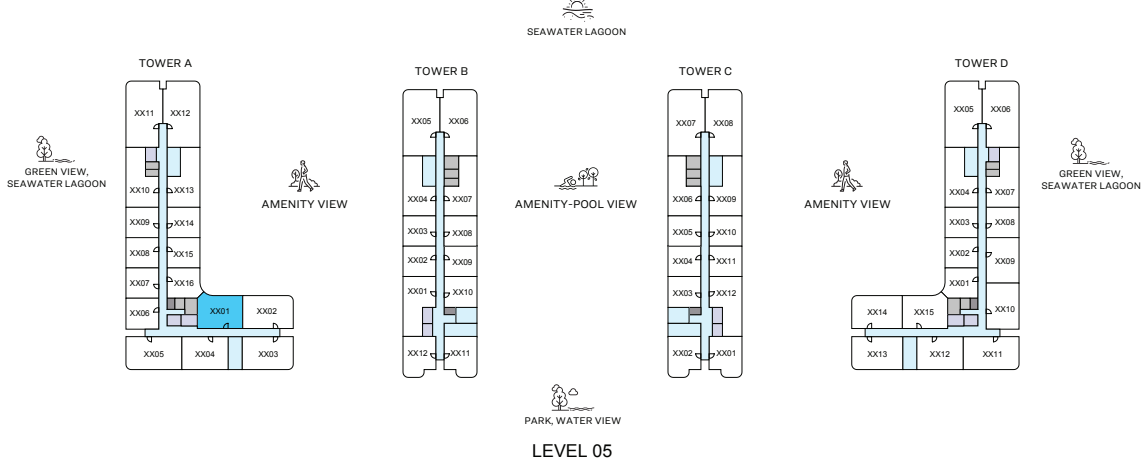 SEAWATER LAGOON
TOWER A
TOWER B
TOWER C
TOWER D
XX11 XX12
XX10 XX13
XX09 XX14
XX08 XX15
XX07 XX16
XX06 XX01 XX02
XX05 XX04 XX03
XX05 XX06
XX04 XX07
XX03 XX08
XX02 XX09
XX01 XX10
XX12 XX11
XX07 XX08
XX06 XX09
XX05 XX10
XX04 XX11
XX03 XX12
XX02 XX01
XX05 XX06
XX04 XX07
XX03 XX08
XX02 XX09
XX01
XX14 XX15 XX10
XX13 XX12 XX11
GREEN VIEW,
SEAWATER LAGOON
AMENITY VIEW
AMENITY-POOL VIEW
AMENITY VIEW
GREEN VIEW,
SEAWATER LAGOON
PARK, WATER VIEW
LEVEL 05